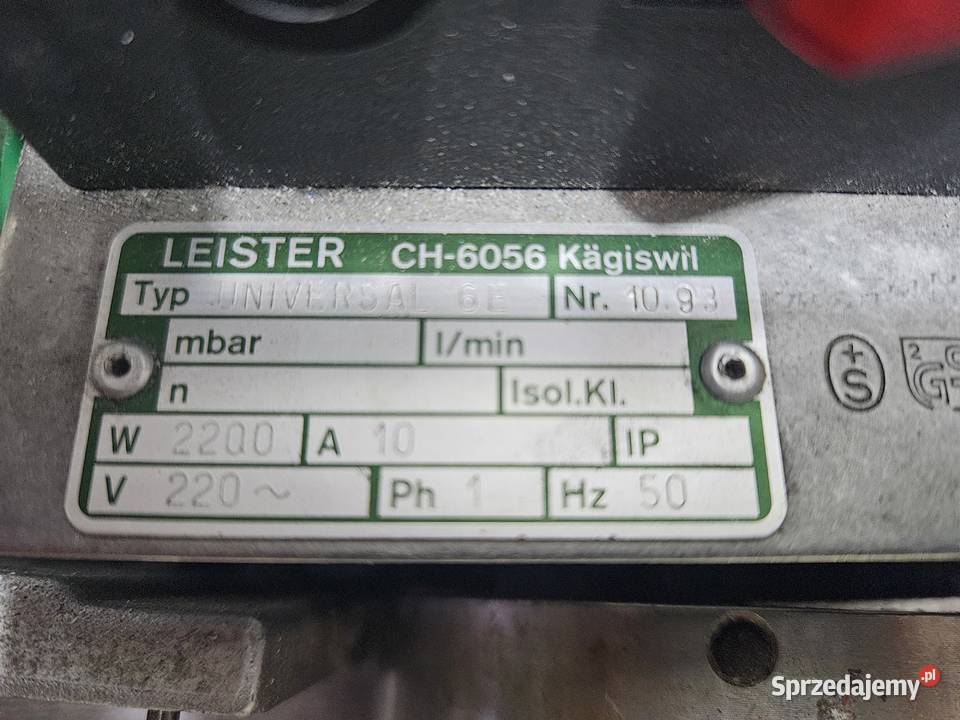 LEISTER CH-6056 Kägiswil
Typ UNIVERSAL 6E Nr. 10.93
mbar l/min
n Isol.Kl.
W 2200 A 10 IP
V 220 ~ Ph 1 Hz 50
+S
Sprzedajemy.pl